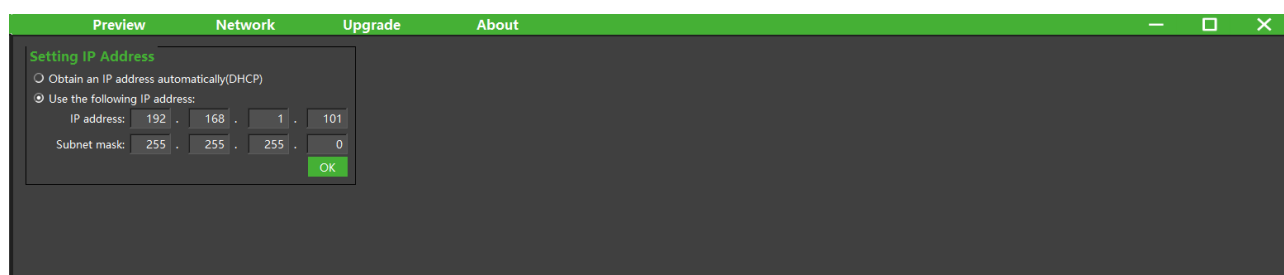 Preview Network Upgrade About
Setting IP Address
Obtain an IP address automatically(DHCP)
Use the following IP address:
IP address: 192 . 168 . 1 . 101
Subnet mask: 255 . 255 . 255 . 0
OK